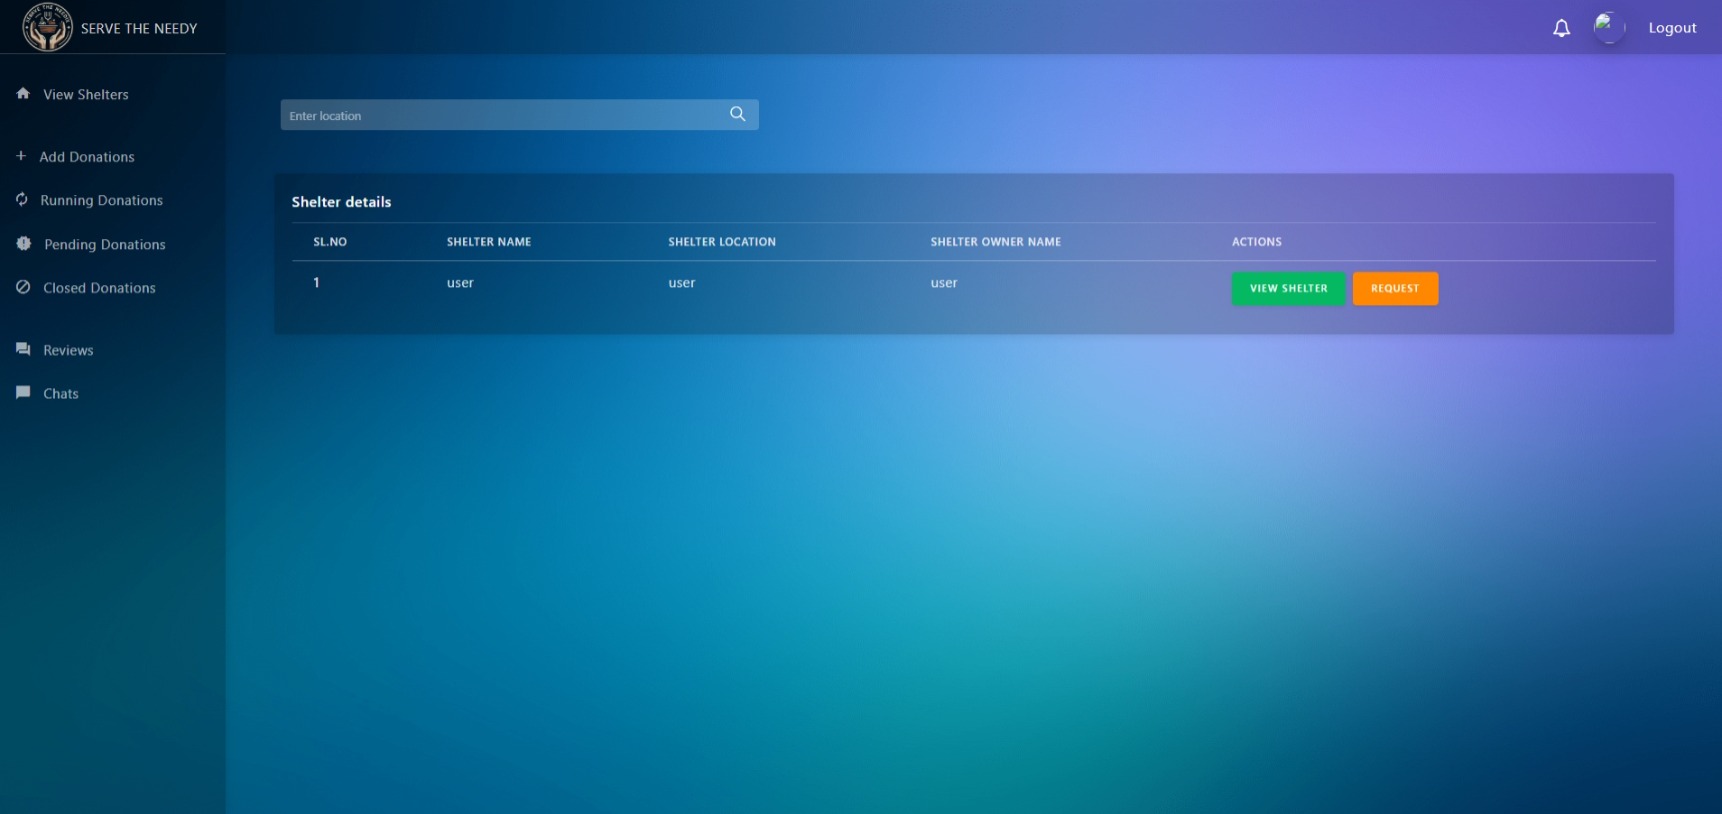 SERVE THE NEEDY
Logout
View Shelters
Add Donations
Running Donations
Pending Donations
Closed Donations
Reviews
Chats
Enter location
Shelter details
SL.NO SHELTER NAME SHELTER LOCATION SHELTER OWNER NAME ACTIONS
1 user user user VIEW SHELTER REQUEST